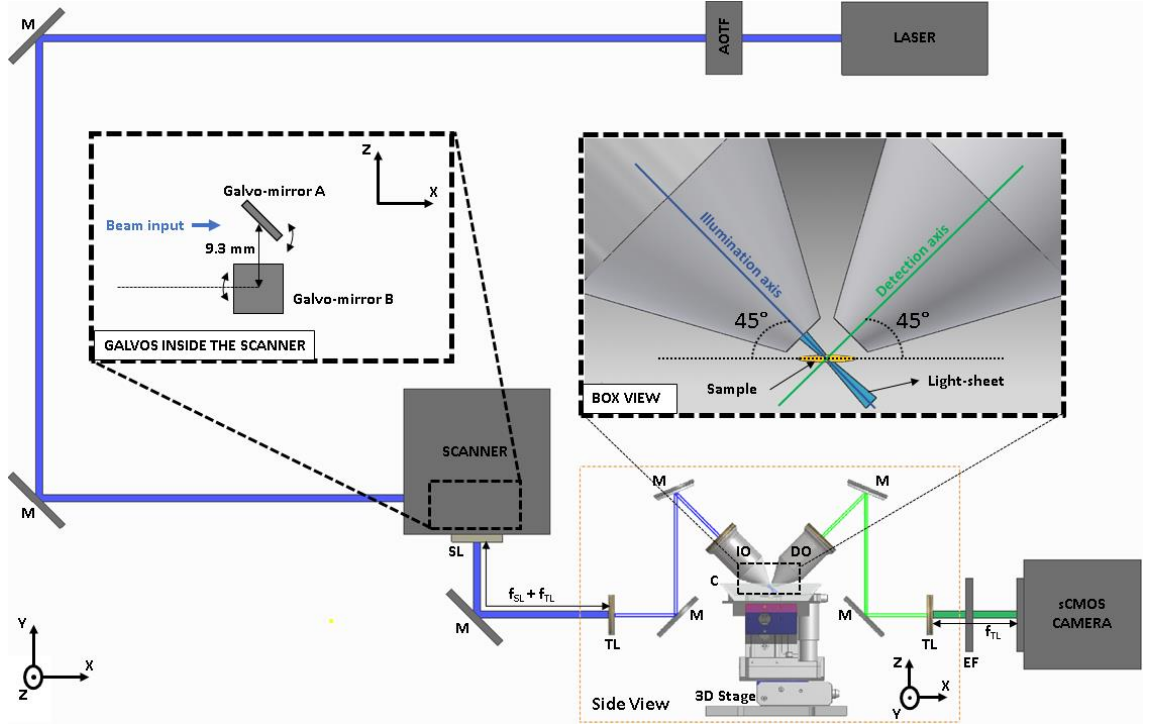 M
AOTF
LASER
Z
X
Galvo-mirror A
Beam input
9.3 mm
Galvo-mirror B
GALVOS INSIDE THE SCANNER
Illumination axis
Detection axis
45°
45°
Sample
Light-sheet
BOX VIEW
SCANNER
M
SL
M
M
IO
DO
C
f_SL + f_TL
M
TL
M
M
TL
f_TL
EF
sCMOS
CAMERA
Y
X
Z
Side View
3D Stage
Z
X
Y